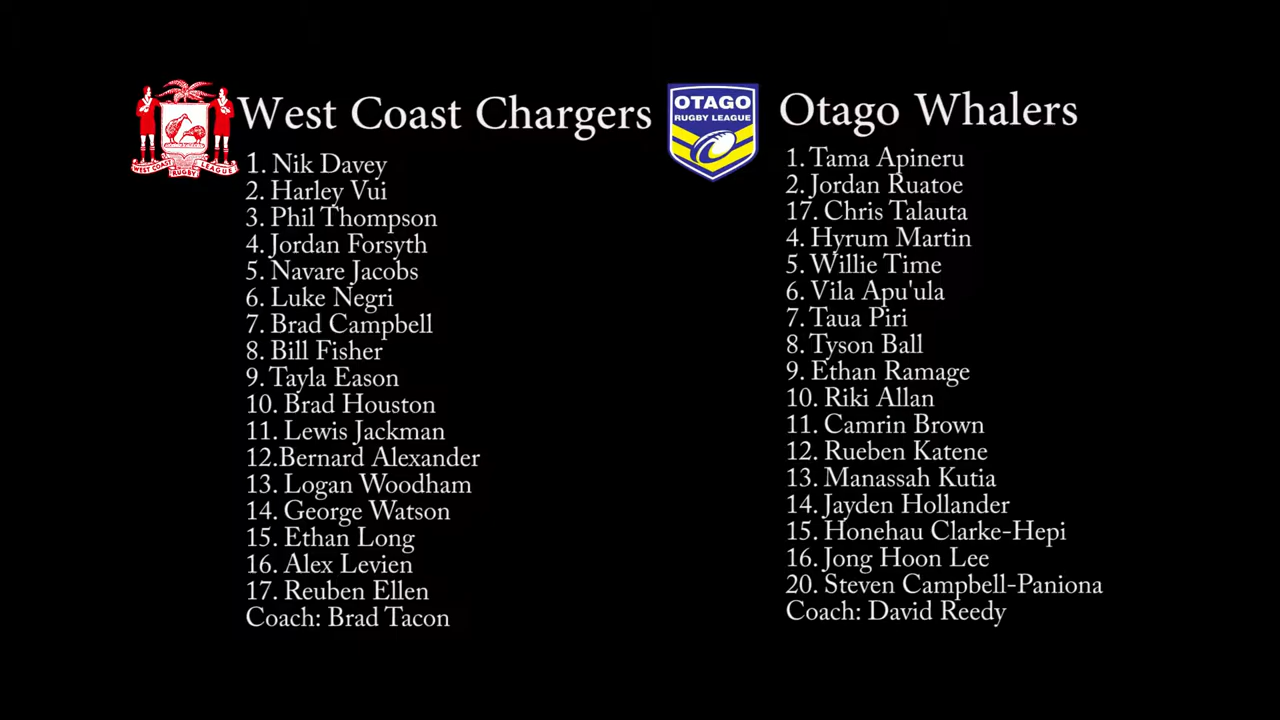 West Coast Chargers
1. Nik Davey
2. Harley Vui
3. Phil Thompson
4. Jordan Forsyth
5. Navare Jacobs
6. Luke Negri
7. Brad Campbell
8. Bill Fisher
9. Tayla Eason
10. Brad Houston
11. Lewis Jackman
12.Bernard Alexander
13. Logan Woodham
14. George Watson
15. Ethan Long
16. Alex Levien
17. Reuben Ellen
Coach: Brad Tacon
WEST COAST RUGBY LEAGUE
OTAGO
RUGBY LEAGUE
Otago Whalers
1. Tama Apineru
2. Jordan Ruatoe
17. Chris Talauta
4. Hyrum Martin
5. Willie Time
6. Vila Apu'ula
7. Taua Piri
8. Tyson Ball
9. Ethan Ramage
10. Riki Allan
11. Camrin Brown
12. Rueben Katene
13. Manassah Kutia
14. Jayden Hollander
15. Honehau Clarke-Hepi
16. Jong Hoon Lee
20. Steven Campbell-Paniona
Coach: David Reedy